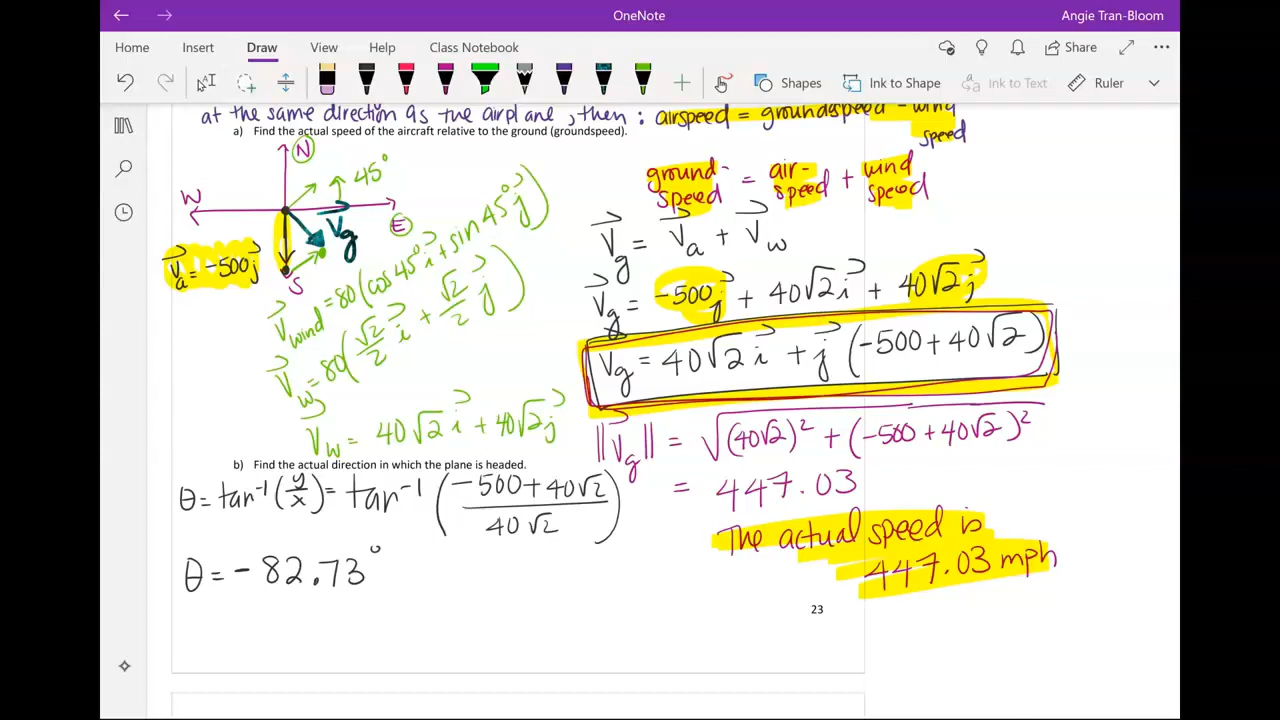 OneNote
Angie Tran-Bloom
Home Insert Draw View Help Class Notebook
Share
Shapes Ink to Shape Ink to Text Ruler
at the same direction as the airplane, then : airspeed = groundspeed - wind speed
a) Find the actual speed of the aircraft relative to the ground (groundspeed).
N
45°
W
E
Vg
S
Va = -500j
Vwind = 80(cos 45° i + sin 45° j)
Vw = 80(√2/2 i + √2/2 j)
Vw = 40√2 i + 40√2 j
ground-speed = air-speed + wind speed
Vg = Va + Vw
Vg = -500j + 40√2 i + 40√2 j
Vg = 40√2 i + j (-500 + 40√2)
||Vg|| = √(40√2)² + (-500 + 40√2)²
= 447.03
The actual speed is
447.03 mph
b) Find the actual direction in which the plane is headed.
θ = tan⁻¹ (y/x) = tan⁻¹ (-500 + 40√2 / 40√2)
θ = -82.73°
23